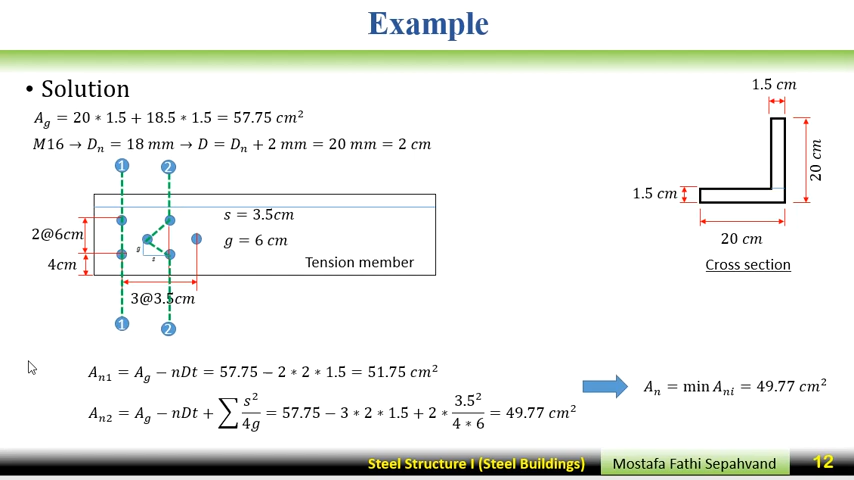 Example
• Solution
A_g = 20 * 1.5 + 18.5 * 1.5 = 57.75 cm²
M16 → D_n = 18 mm → D = D_n + 2 mm = 20 mm = 2 cm
1
2
s = 3.5cm
g = 6 cm
2@6cm
4cm
g
s
Tension member
3@3.5cm
1
2
1.5 cm
20 cm
1.5 cm
20 cm
Cross section
A_n1 = A_g − nDt = 57.75 − 2 * 2 * 1.5 = 51.75 cm²
A_n2 = A_g − nDt + ∑ s²/4g = 57.75 − 3 * 2 * 1.5 + 2 * 3.5²/4 * 6 = 49.77 cm²
A_n = min A_ni = 49.77 cm²
Steel Structure I (Steel Buildings)
Mostafa Fathi Sepahvand
12